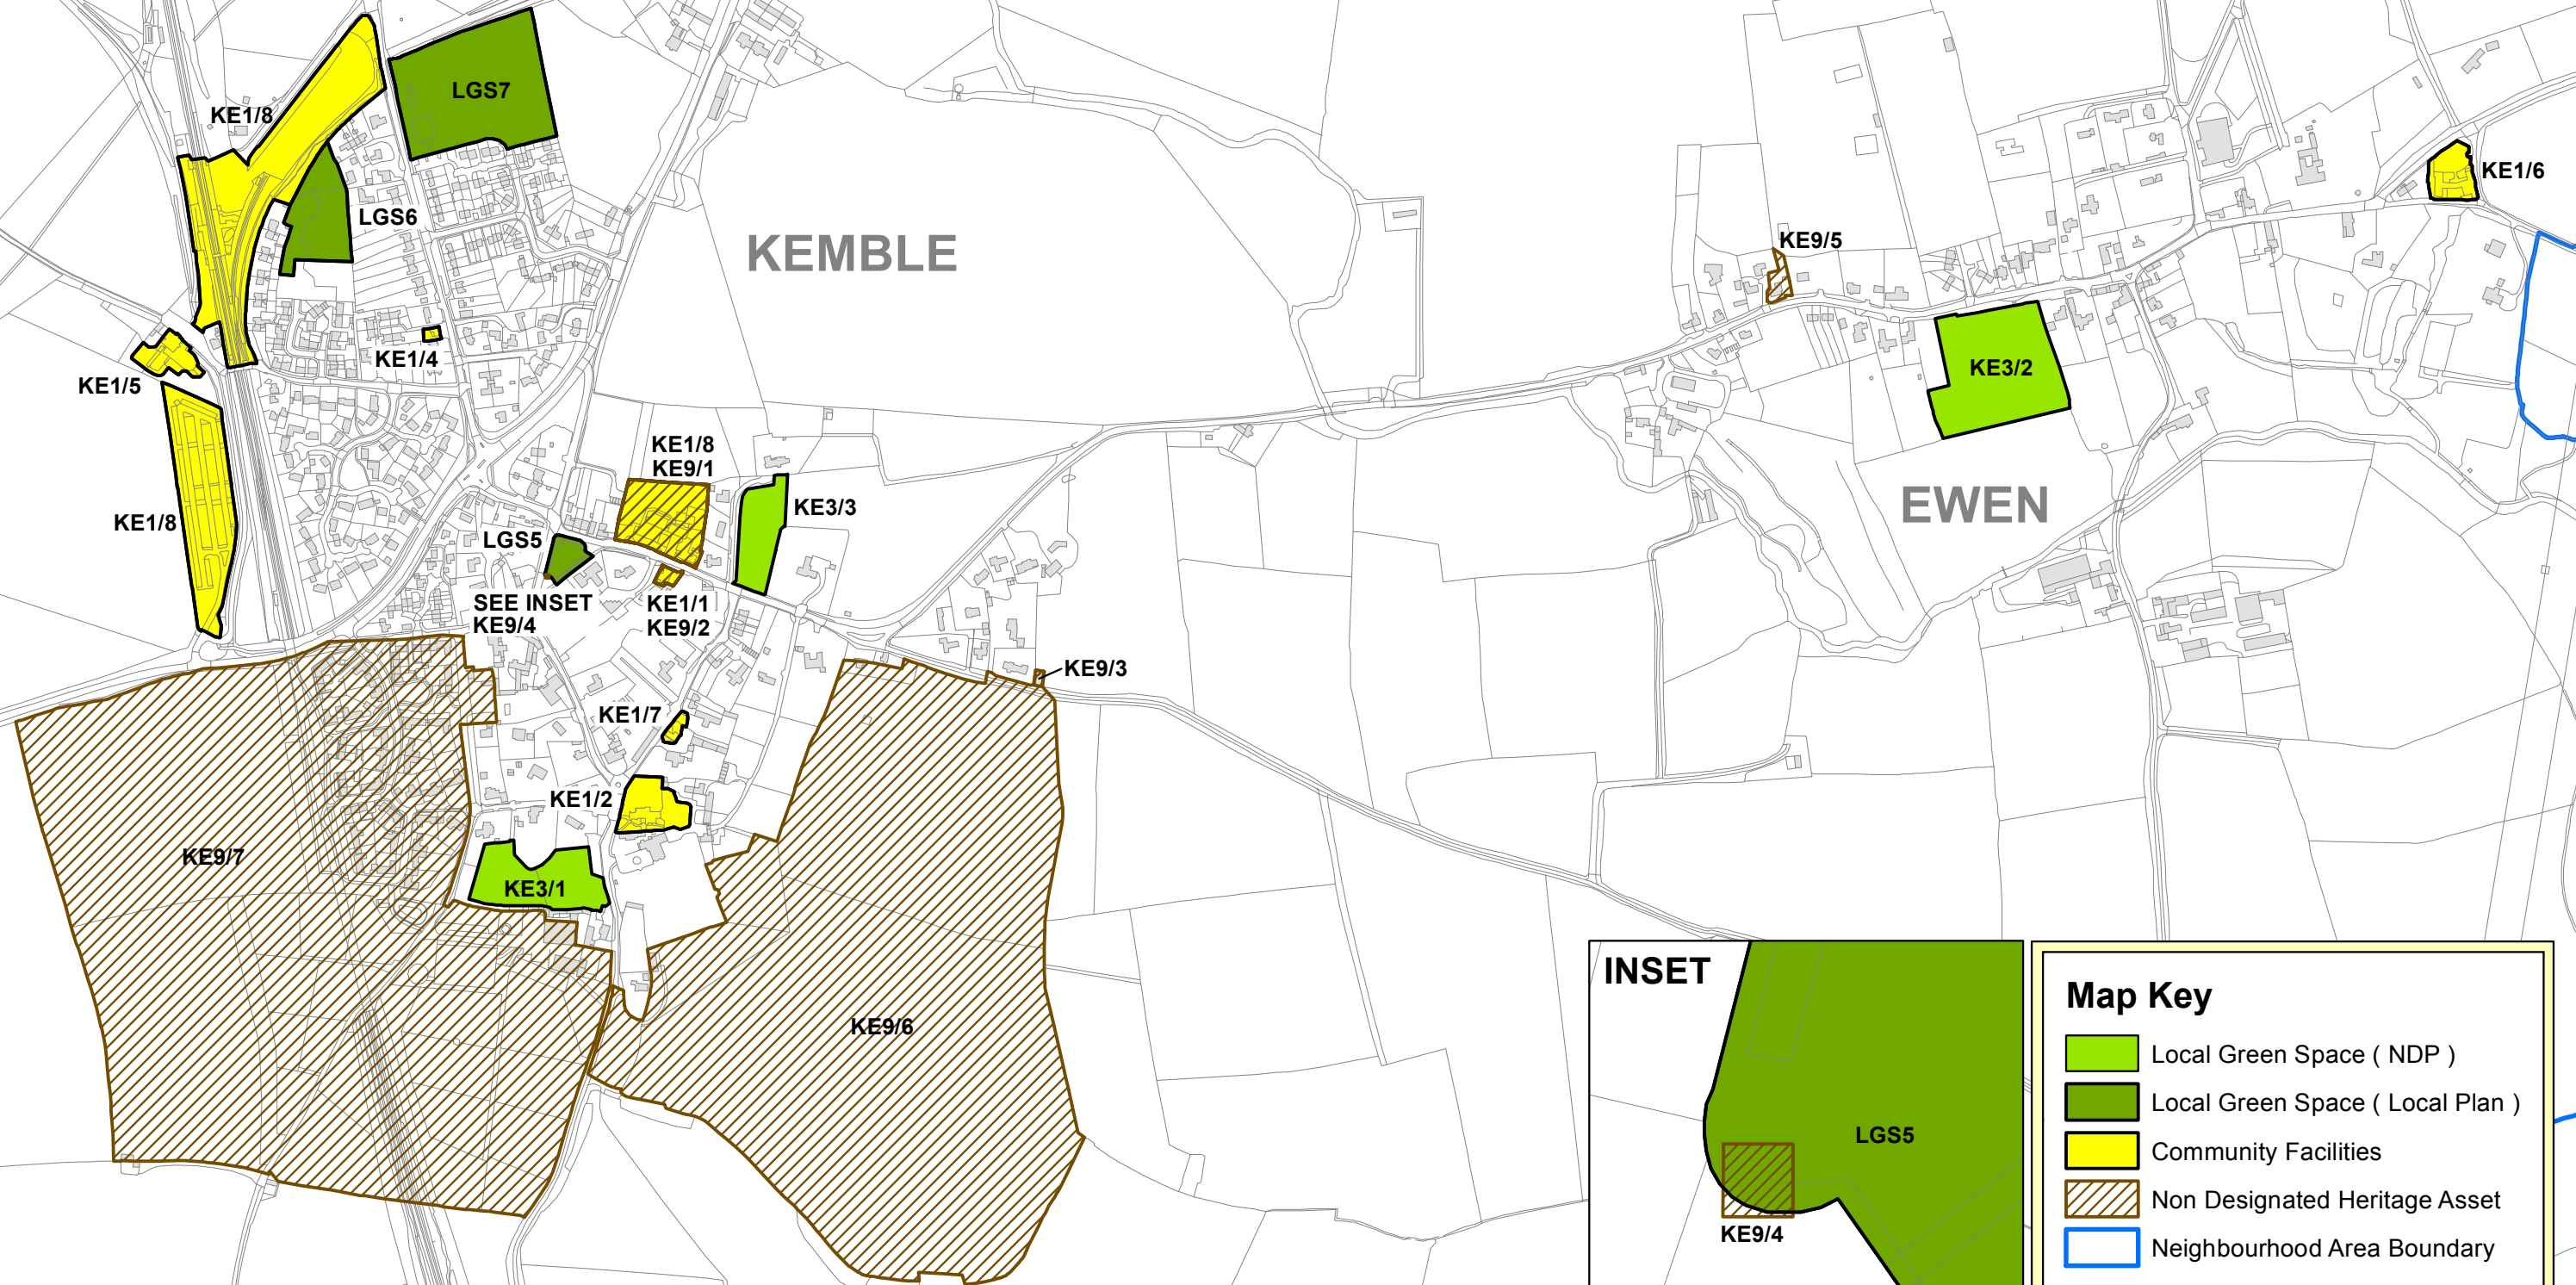 LGS7
KE1/8
KE1/6
LGS6
KE9/5
KEMBLE
KE1/4
KE3/2
KE1/5
KE1/8
KE9/1
EWEN
KE3/3
KE1/8
LGS5
SEE INSET
KE9/4
KE1/1
KE9/2
KE9/3
KE1/7
KE1/2
KE9/7
KE3/1
KE9/6
INSET
LGS5
KE9/4
Map Key
Local Green Space ( NDP )
Local Green Space ( Local Plan )
Community Facilities
Non Designated Heritage Asset
Neighbourhood Area Boundary